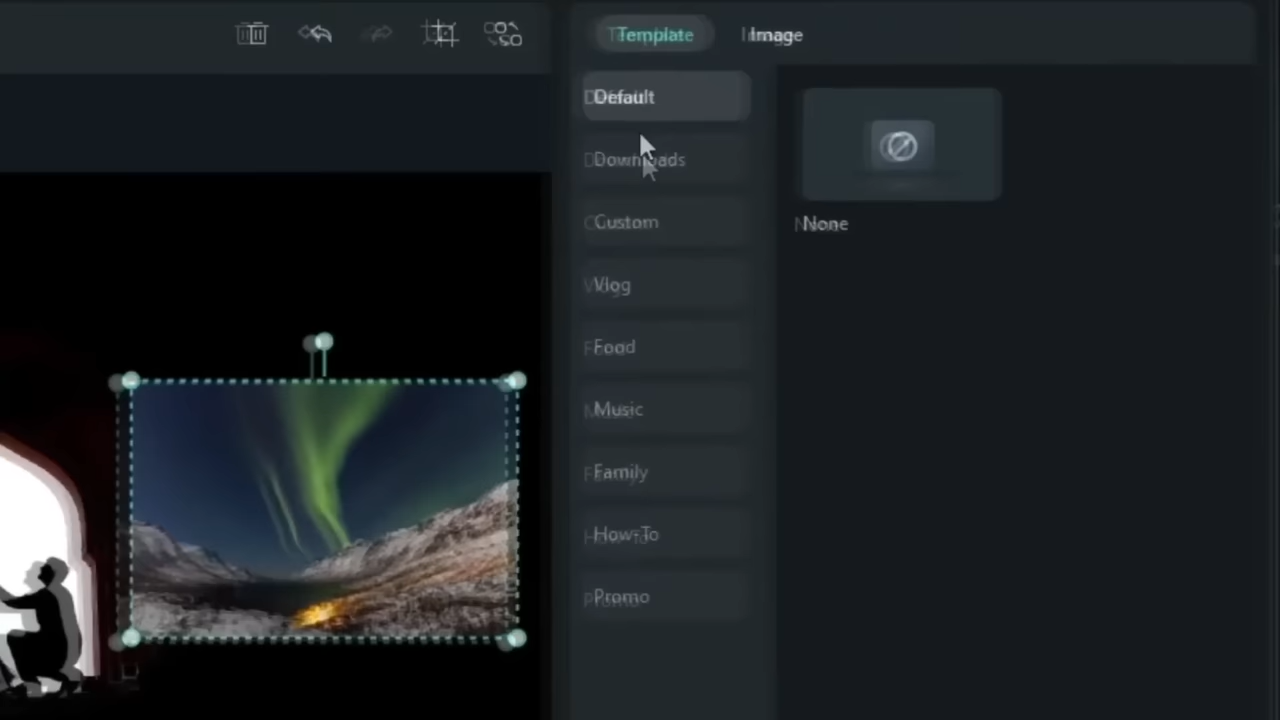 Template Image
Default
Downloads
Custom
Vlog
Food
Music
Family
How-To
Promo
None